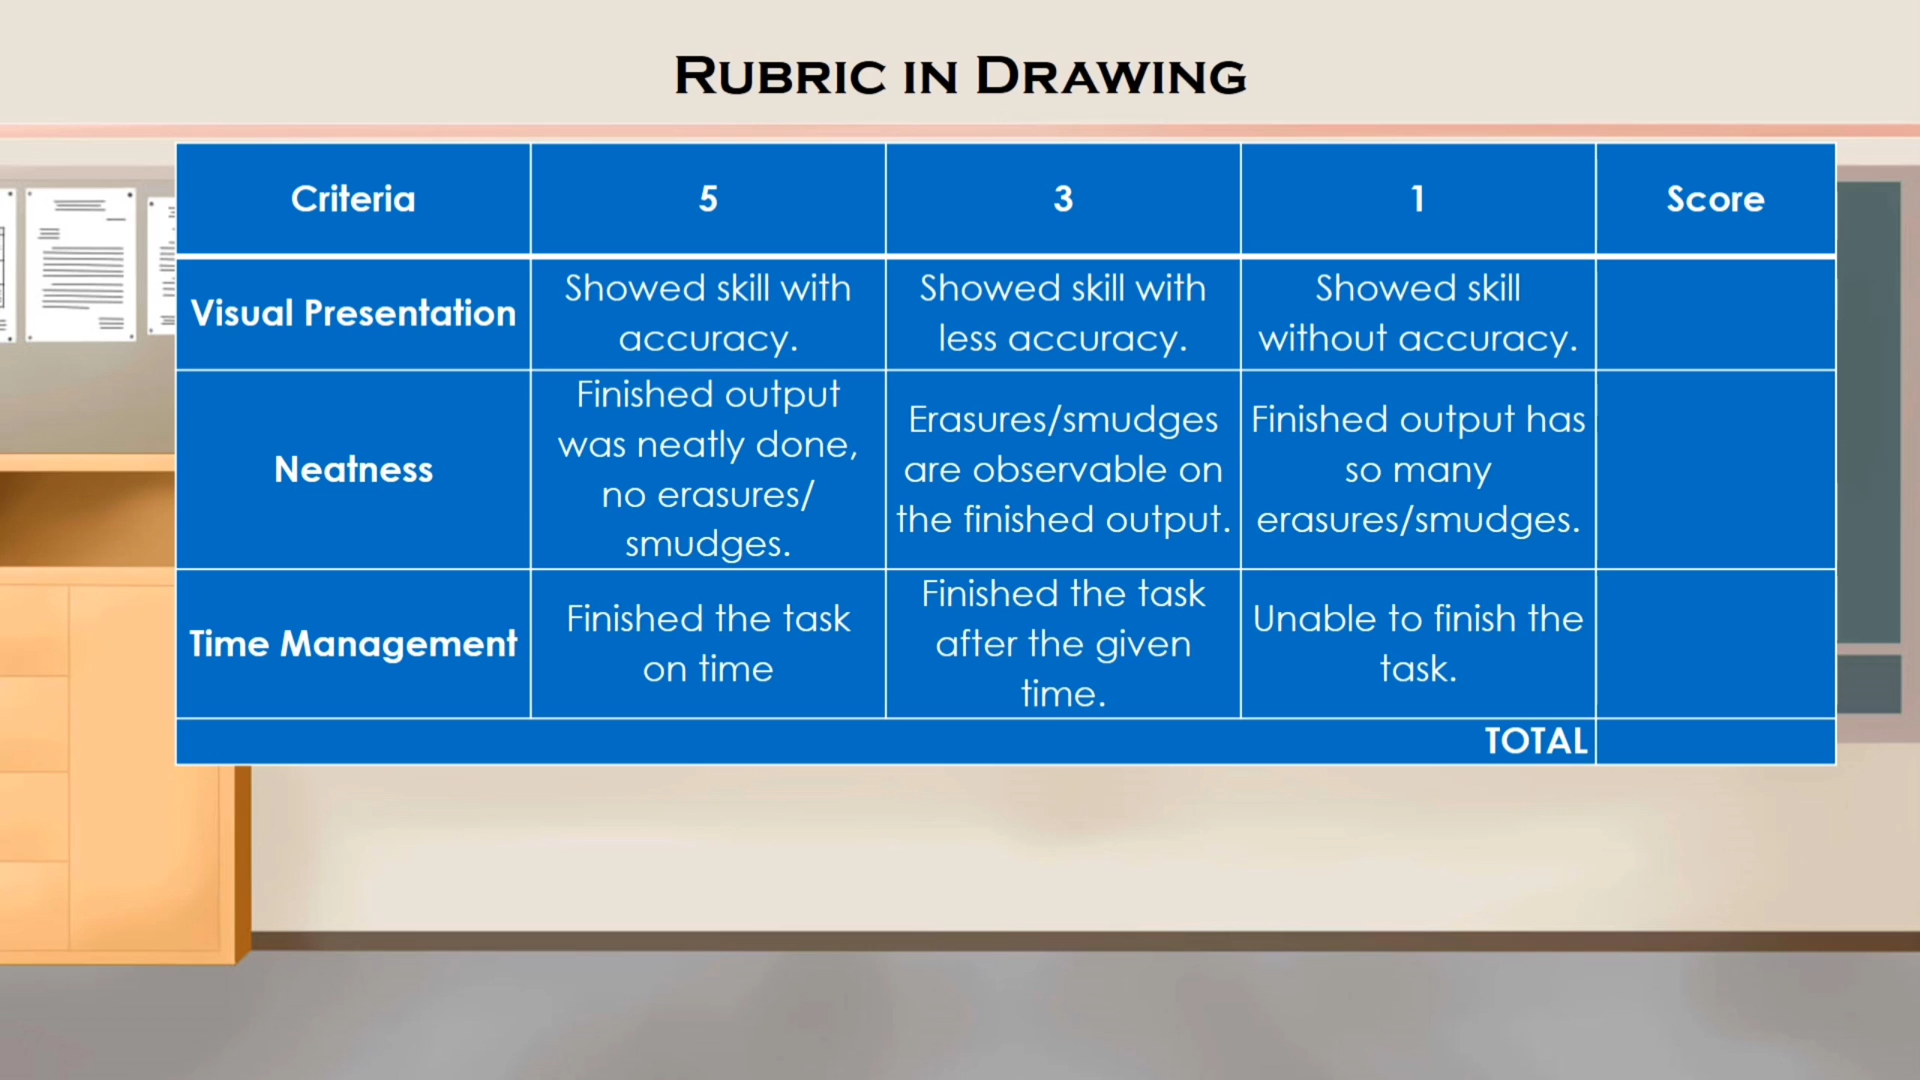 RUBRIC IN DRAWING
Criteria 5 3 1 Score
Visual Presentation
Showed skill with
accuracy.
Showed skill with
less accuracy.
Showed skill
without accuracy.
Neatness
Finished output
was neatly done,
no erasures/
smudges.
Erasures/smudges
are observable on
the finished output.
Finished output has
so many
erasures/smudges.
Time Management
Finished the task
on time
Finished the task
after the given
time.
Unable to finish the
task.
TOTAL